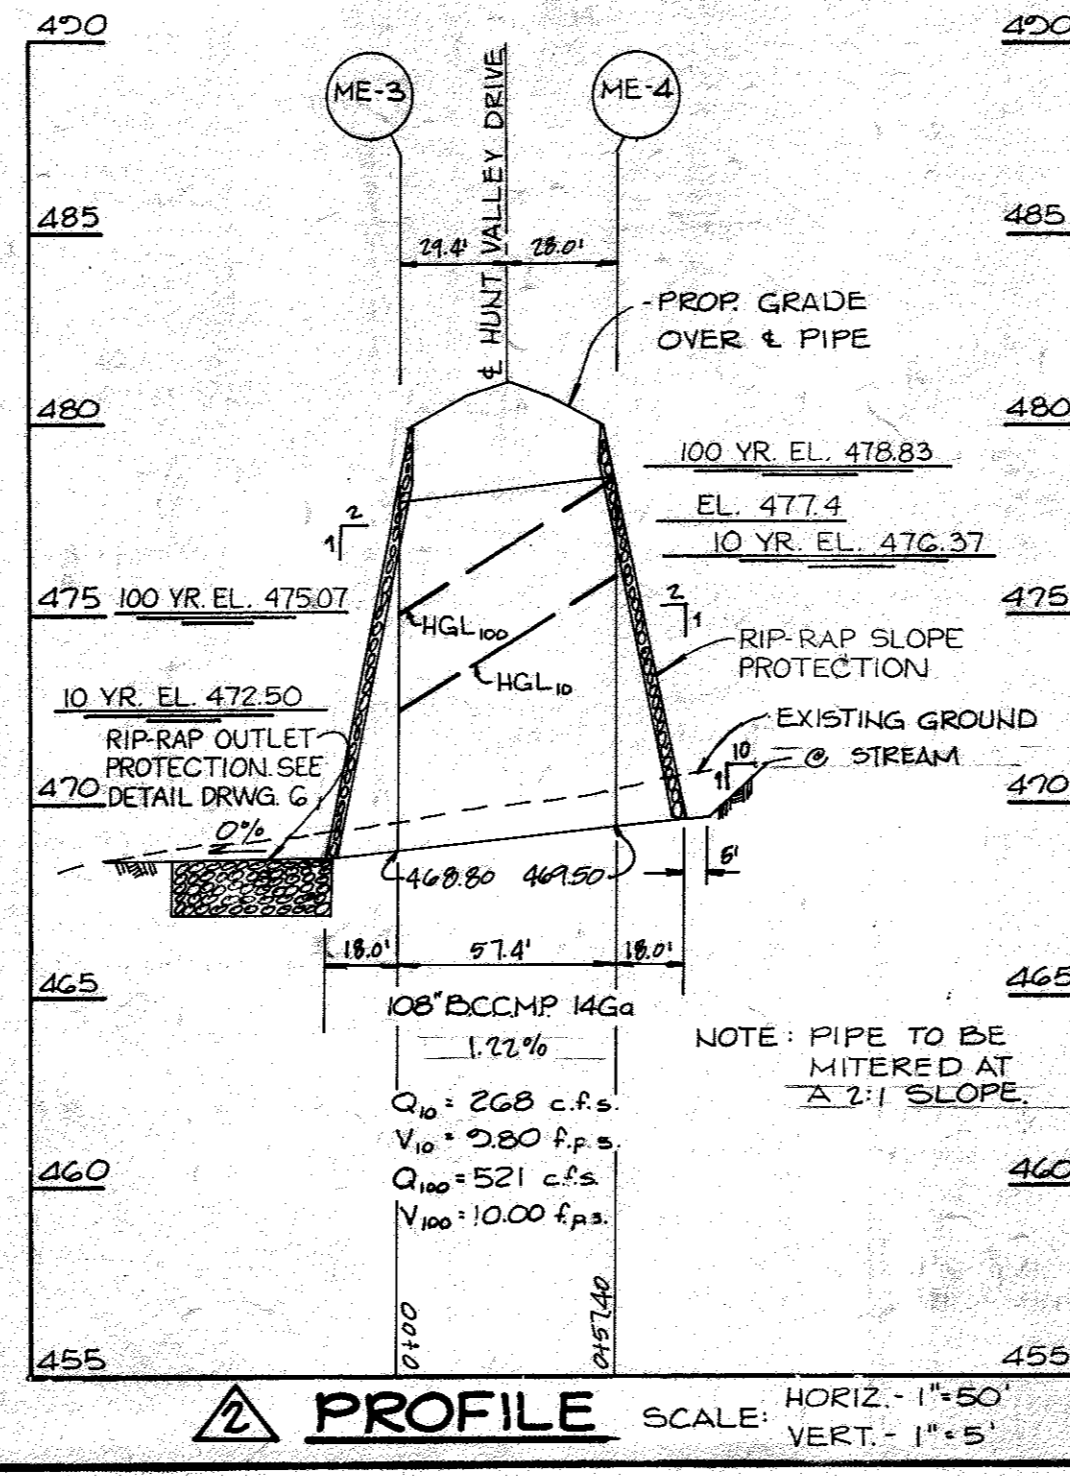 490
490
ME-3
ME-4
℄ HUNT VALLEY DRIVE
485
485
29.4'
28.0'
- PROP. GRADE
OVER ℄ PIPE
480
480
100 YR. EL. 478.83
EL. 477.4
10 YR. EL. 476.37
2
1
475
100 YR. EL. 475.07
475
HGL100
2
1
RIP-RAP SLOPE
PROTECTION
HGL10
10 YR. EL. 472.50
RIP-RAP OUTLET
PROTECTION. SEE
DETAIL DRWG. 6
EXISTING GROUND
@ STREAM
10
1
470
470
0%
468.80
469.50
5'
18.0'
57.4'
18.0'
465
465
108" B.C.C.M.P. 14Ga
1.22%
NOTE: PIPE TO BE
MITERED AT
A 2:1 SLOPE.
Q10 = 268 c.f.s.
V10 = 9.80 f.p.s.
Q100 = 521 c.f.s.
V100 = 10.00 f.p.s.
460
460
0+00
0+57.40
455
455
2
PROFILE
SCALE:
HORIZ. - 1"=50'
VERT. - 1"=5'